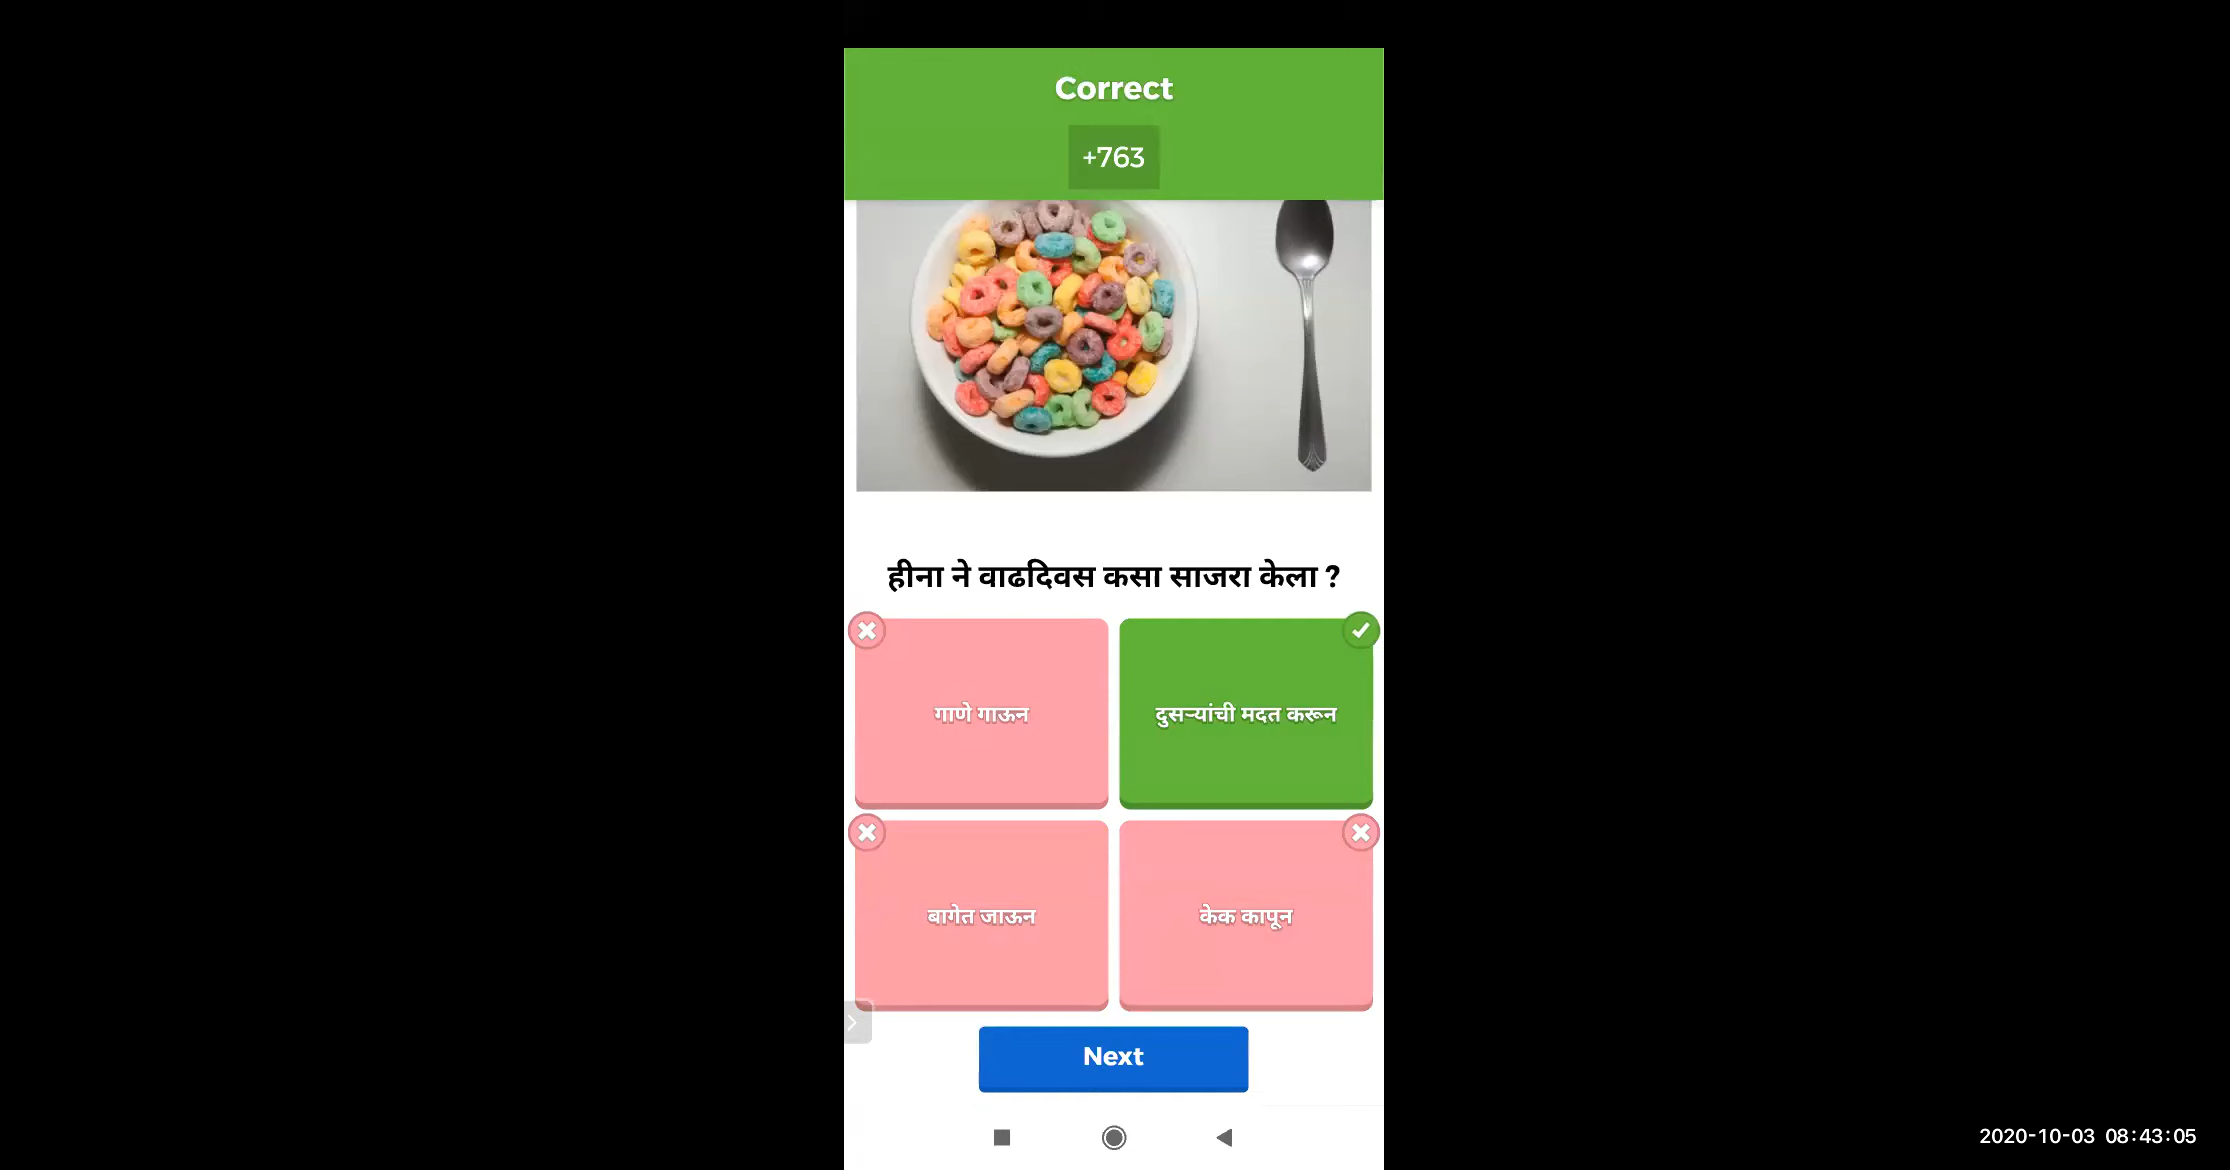 Correct
+763
हीना ने वाढदिवस कसा साजरा केला ?
गाणे गाऊन
दुसऱ्यांची मदत करून
बागेत जाऊन
केक कापून
Next
2020-10-03 08:43:05